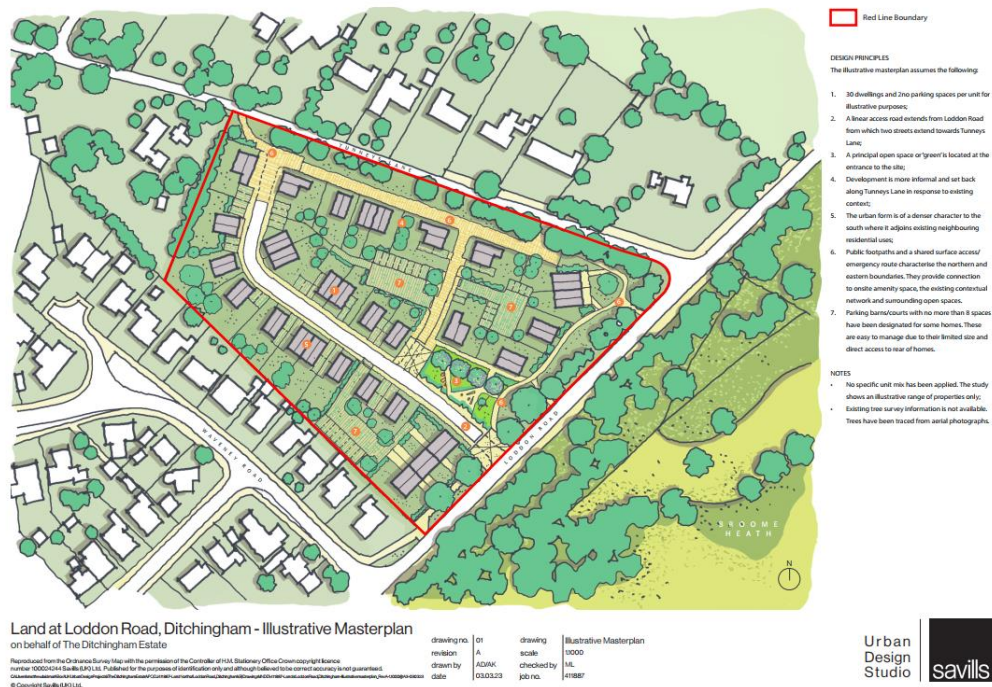 TUNNEYS LANE
LODDON ROAD
WAVENEY ROAD
BROOME
HEATH
N
Red Line Boundary
DESIGN PRINCIPLES
The illustrative masterplan assumes the following:
1. 30 dwellings and 2no parking spaces per unit for
illustrative purposes;
2. A linear access road extends from Loddon Road
from which two streets extend towards Tunneys
Lane;
3. A principal open space or 'green' is located at the
entrance to the site;
4. Development is more informal and set back
along Tunneys Lane in response to existing
context;
5. The urban form is of a denser character to the
south where it adjoins existing neighbouring
residential uses;
6. Public footpaths and a shared surface access/
emergency route characterise the northern and
eastern boundaries. They provide connection
to onsite amenity space, the existing contextual
network and surrounding open spaces.
7. Parking barns/courts with no more than 8 spaces
have been designated for some homes. These
are easy to manage due to their limited size and
direct access to rear of homes.
NOTES
• No specific unit mix has been applied. The study
shows an illustrative range of properties only;
• Existing tree survey information is not available.
Trees have been traced from aerial photographs.
Land at Loddon Road, Ditchingham - Illustrative Masterplan
on behalf of The Ditchingham Estate
Reproduced from the Ordnance Survey Map with the permission of the Controller of H.M. Stationery Office Crown copyright licence
number 100024244 Savills (UK) Ltd. Published for the purposes of identification only and although believed to be correct accuracy is not guaranteed.
© Copyright Savills (UK) Ltd.
drawing no. 01 drawing Illustrative Masterplan
revision A scale 1:1000
drawn by AD/AK checked by ML
date 03.03.23 job no. 411887
Urban
Design
Studio
savills